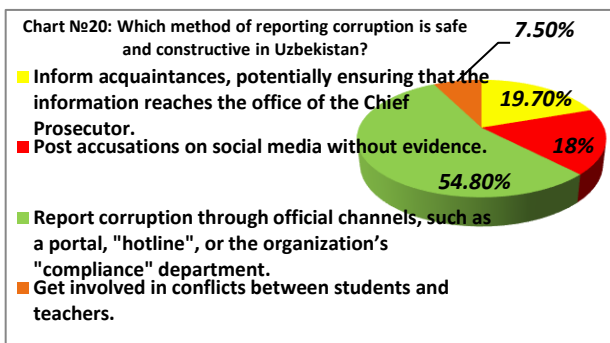 Chart №20: Which method of reporting corruption is safe
and constructive in Uzbekistan?
7.50%
Inform acquaintances, potentially ensuring that the
information reaches the office of the Chief
Prosecutor.
19.70%
Post accusations on social media without evidence.
18%
54.80%
Report corruption through official channels, such as
a portal, "hotline", or the organization’s
"compliance" department.
Get involved in conflicts between students and
teachers.